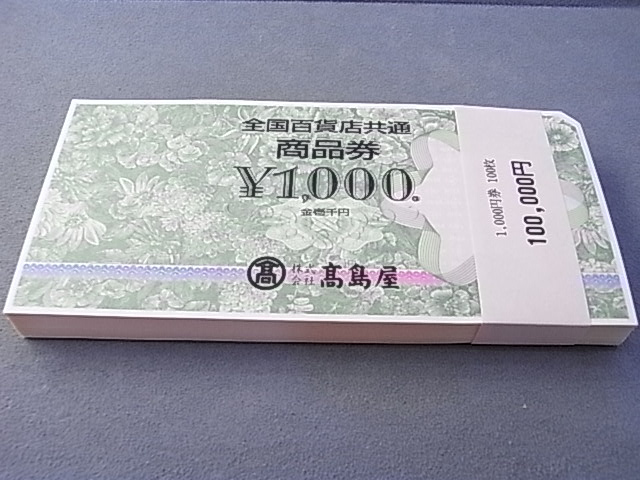 全国百貨店共通
商品券
¥1,000.
金壱千円
髙 株式会社 髙島屋
1,000円券 100枚
100,000円